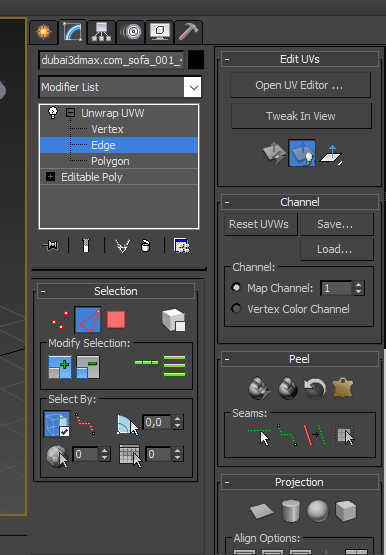 dubai3dmax.com_sofa_001_
Modifier List
Unwrap UVW
Vertex
Edge
Polygon
Editable Poly
- Selection
Modify Selection:
Select By:
0,0
0
0
- Edit UVs
Open UV Editor ...
Tweak In View
- Channel
Reset UVWs
Save...
Load...
Channel:
Map Channel: 1
Vertex Color Channel
- Peel
Seams:
- Projection
Align Options: